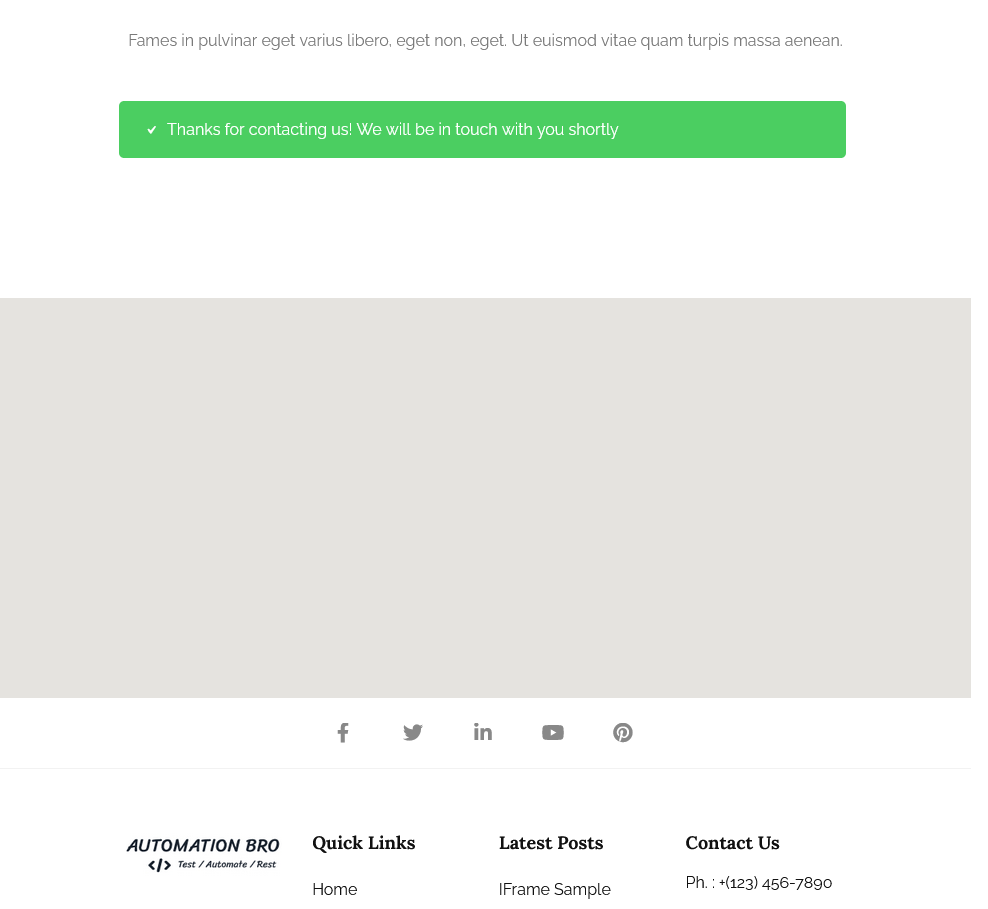 Fames in pulvinar eget varius libero, eget non, eget. Ut euismod vitae quam turpis massa aenean.
Thanks for contacting us! We will be in touch with you shortly
AUTOMATION BRO
</> Test / Automate / Rest
Quick Links
Home
Latest Posts
IFrame Sample
Contact Us
Ph. : +(123) 456-7890